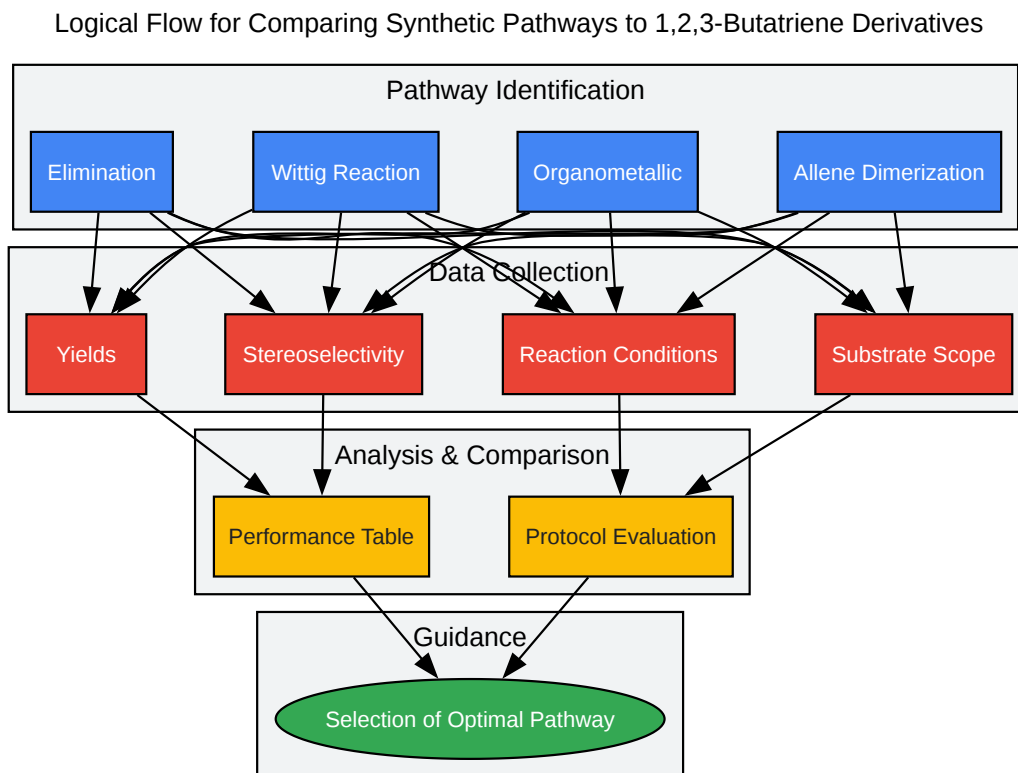 Logical Flow for Comparing Synthetic Pathways to 1,2,3-Butatriene Derivatives
Pathway Identification
Elimination
Wittig Reaction
Organometallic
Allene Dimerization
Data Collection
Yields
Stereoselectivity
Reaction Conditions
Substrate Scope
Analysis & Comparison
Performance Table
Protocol Evaluation
Guidance
Selection of Optimal Pathway